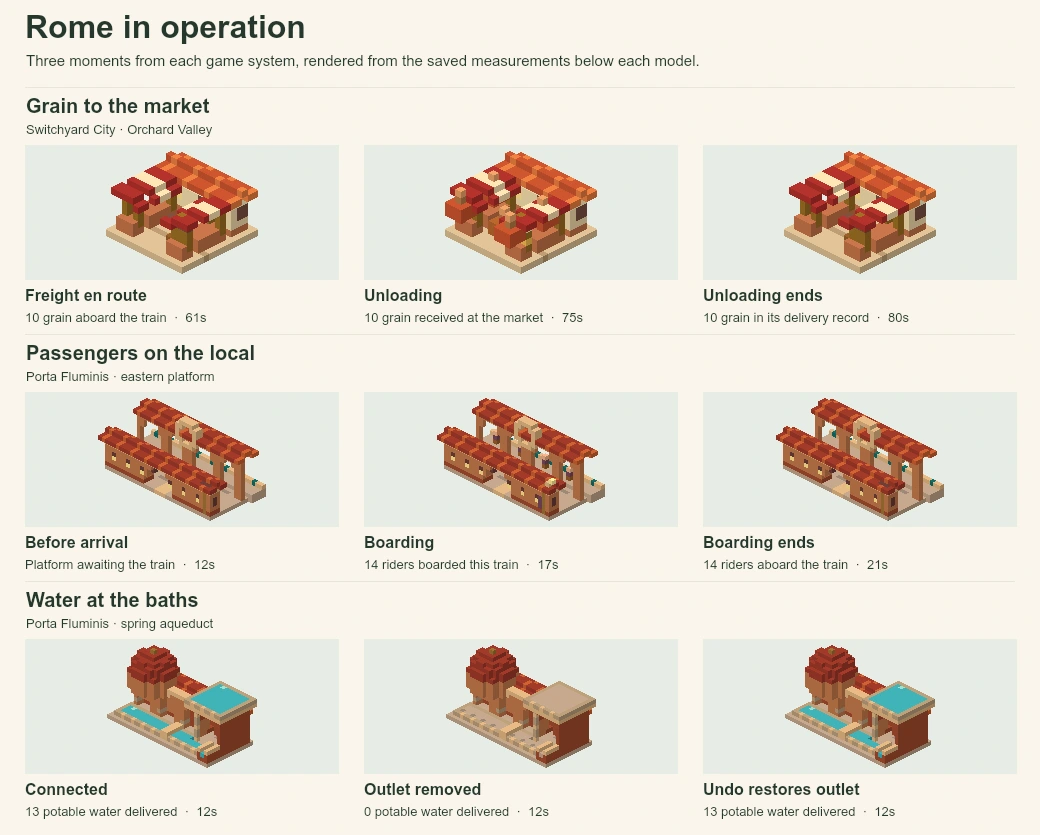 Rome in operation
Three moments from each game system, rendered from the saved measurements below each model.
Grain to the market
Switchyard City · Orchard Valley
Freight en route
10 grain aboard the train · 61s
Unloading
10 grain received at the market · 75s
Unloading ends
10 grain in its delivery record · 80s
Passengers on the local
Porta Fluminis · eastern platform
Before arrival
Platform awaiting the train · 12s
Boarding
14 riders boarded this train · 17s
Boarding ends
14 riders aboard the train · 21s
Water at the baths
Porta Fluminis · spring aqueduct
Connected
13 potable water delivered · 12s
Outlet removed
0 potable water delivered · 12s
Undo restores outlet
13 potable water delivered · 12s